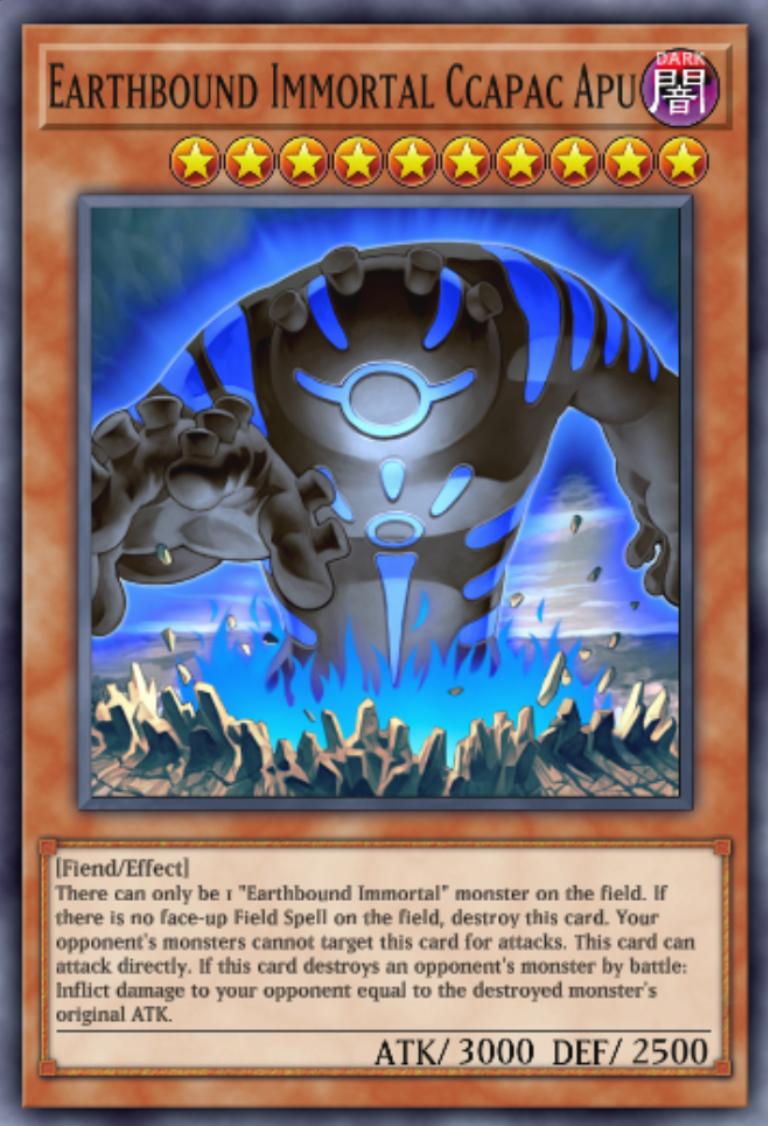 Earthbound Immortal Ccapac Apu
DARK
闇
[Fiend/Effect]
There can only be 1 "Earthbound Immortal" monster on the field. If
there is no face-up Field Spell on the field, destroy this card. Your
opponent's monsters cannot target this card for attacks. This card can
attack directly. If this card destroys an opponent's monster by battle:
Inflict damage to your opponent equal to the destroyed monster's
original ATK.
ATK/ 3000 DEF/ 2500